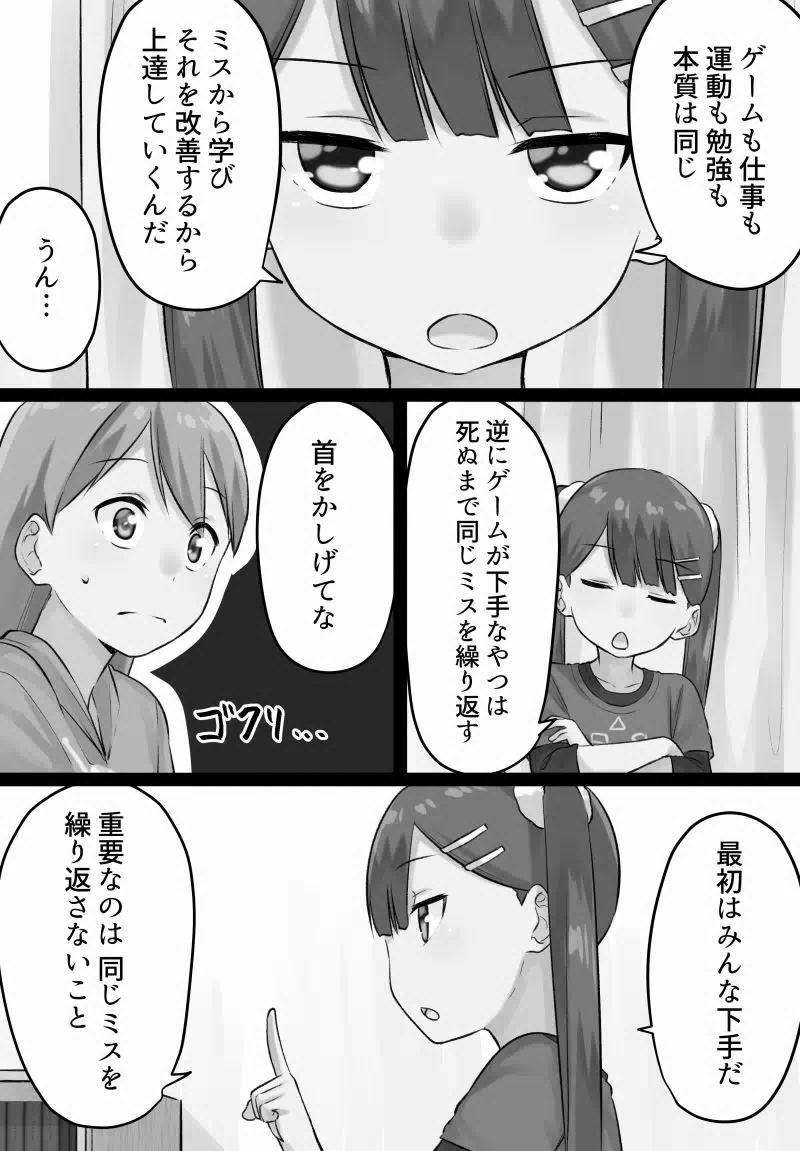 ゲームも仕事も
運動も勉強も
本質は同じ
ミスから学び
それを改善するから
上達していくんだ
うん…
逆にゲームが下手なやつは
死ぬまで同じミスを繰り返す
首をかしげてな
ゴクリ...
最初はみんな下手だ
重要なのは 同じミスを
繰り返さないこと